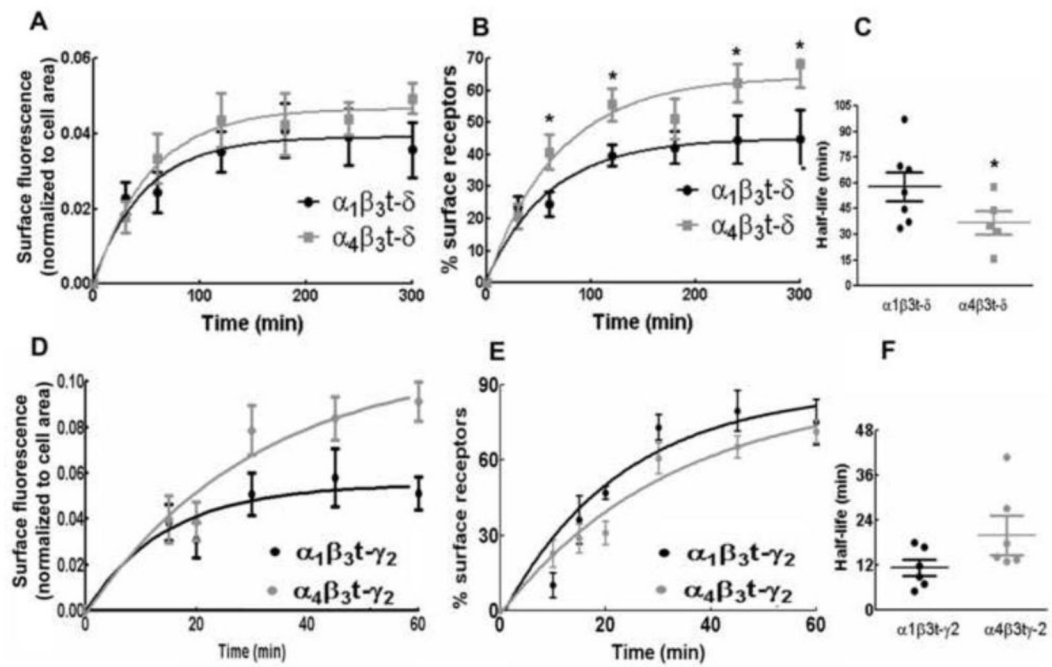 A
Surface fluorescence
(normalized to cell area)
0.06
0.04
0.02
0.00
0
100
200
300
Time (min)
α1β3t-δ
α4β3t-δ
B
% surface receptors
70
60
50
40
30
20
10
0
0
100
200
300
Time (min)
*
*
*
*
α1β3t-δ
α4β3t-δ
C
Half-life (min)
105
90
75
60
45
30
15
0
*
α1β3t-δ
α4β3t-δ
D
Surface fluorescence
(normalized to cell area)
0.10
0.08
0.06
0.04
0.02
0.00
0
20
40
60
Time (min)
α1β3t-γ2
α4β3t-γ2
E
% surface receptors
90
60
30
0
0
20
40
60
Time (min)
α1β3t-γ2
α4β3t-γ2
F
Half-life (min)
48
36
24
12
0
α1β3t-γ2
α4β3tγ-2